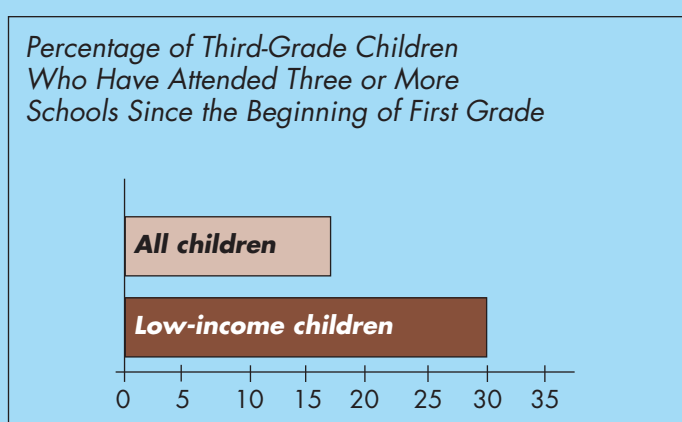 Percentage of Third-Grade Children
Who Have Attended Three or More
Schools Since the Beginning of First Grade
All children
Low-income children
0 5 10 15 20 25 30 35